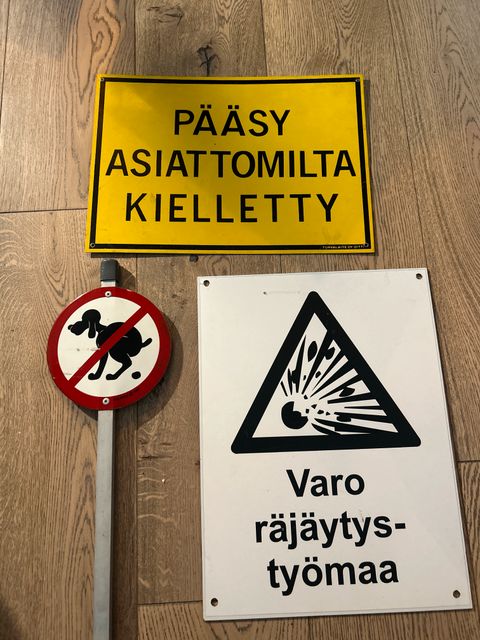 PÄÄSY
ASIATTOMILTA
KIELLETTY
Varo
räjäytys-
työmaa